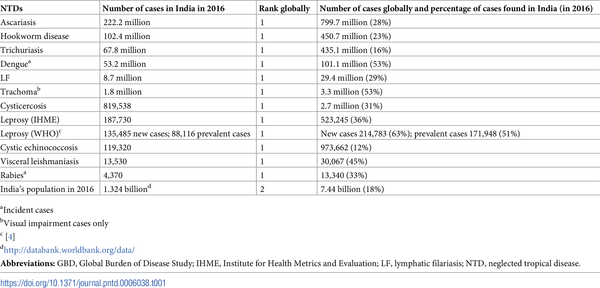 NTDs Number of cases in India in 2016 Rank globally Number of cases globally and percentage of cases found in India (in 2016)
Ascariasis 222.2 million 1 799.7 million (28%)
Hookworm disease 102.4 million 1 450.7 million (23%)
Trichuriasis 67.8 million 1 435.1 million (16%)
Dengueᵃ 53.2 million 1 101.1 million (53%)
LF 8.7 million 1 29.4 million (29%)
Trachomaᵇ 1.8 million 1 3.3 million (53%)
Cysticercosis 819,538 1 2.7 million (31%)
Leprosy (IHME) 187,730 1 523,245 (36%)
Leprosy (WHO)ᶜ 135,485 new cases; 88,116 prevalent cases 1 New cases 214,783 (63%); prevalent cases 171,948 (51%)
Cystic echinococcosis 119,320 1 973,662 (12%)
Visceral leishmaniasis 13,530 1 30,067 (45%)
Rabiesᵃ 4,370 1 13,340 (33%)
India's population in 2016 1.324 billionᵈ 2 7.44 billion (18%)
ᵃIncident cases
ᵇVisual impairment cases only
ᶜ [4]
ᵈhttp://databank.worldbank.org/data/
Abbreviations: GBD, Global Burden of Disease Study; IHME, Institute for Health Metrics and Evaluation; LF, lymphatic filariasis; NTD, neglected tropical disease.
https://doi.org/10.1371/journal.pntd.0006038.t001